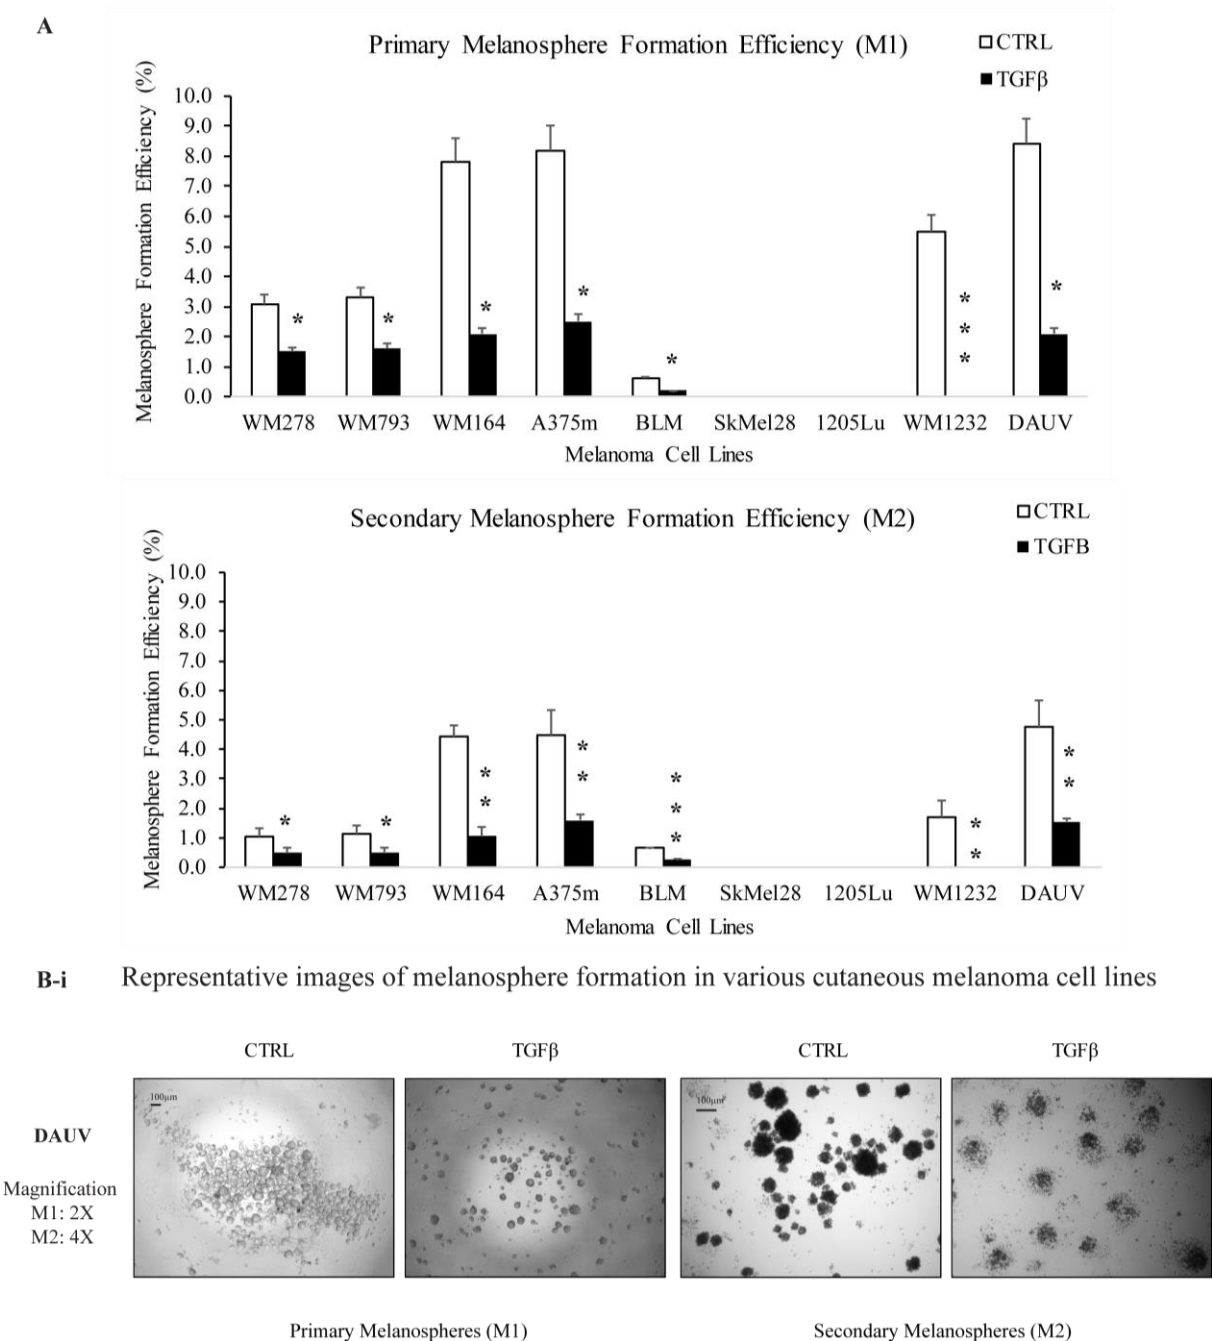 A
Primary Melanosphere Formation Efficiency (M1)
CTRL
TGFβ
Melanosphere Formation Efficiency (%)
10.0
9.0
8.0
7.0
6.0
5.0
4.0
3.0
2.0
1.0
0.0
* * * * * * * * *
WM278 WM793 WM164 A375m BLM SkMel28 1205Lu WM1232 DAUV
Melanoma Cell Lines
Secondary Melanosphere Formation Efficiency (M2)
CTRL
TGFB
Melanosphere Formation Efficiency (%)
10.0
9.0
8.0
7.0
6.0
5.0
4.0
3.0
2.0
1.0
0.0
* * ** ** *** ** **
WM278 WM793 WM164 A375m BLM SkMel28 1205Lu WM1232 DAUV
Melanoma Cell Lines
B-i Representative images of melanosphere formation in various cutaneous melanoma cell lines
CTRL TGFβ CTRL TGFβ
100µm 100µm
DAUV
Magnification
M1: 2X
M2: 4X
Primary Melanospheres (M1) Secondary Melanospheres (M2)